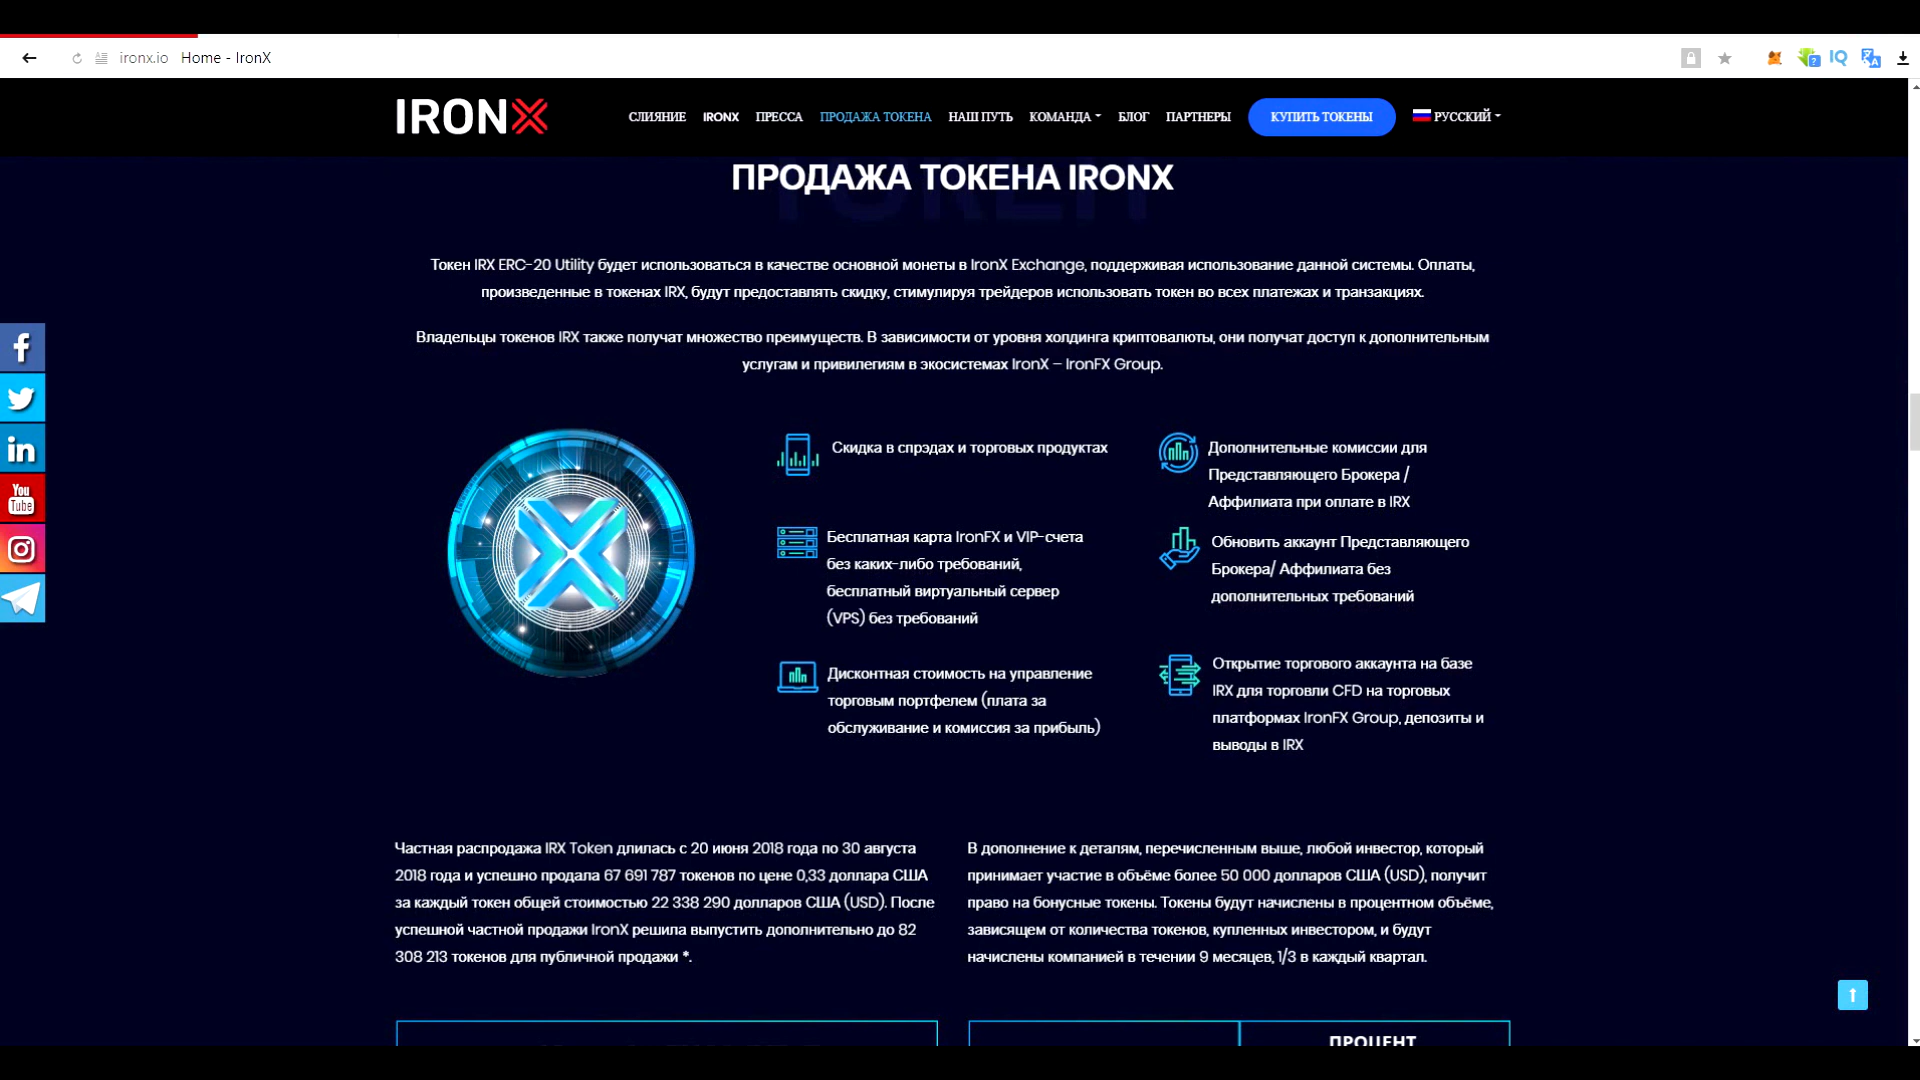 ironx.io Home - IronX
IQ
IRONX
СЛИЯНИЕ IRONX ПРЕССА ПРОДАЖА ТОКЕНА НАШ ПУТЬ КОМАНДА БЛОГ ПАРТНЕРЫ КУПИТЬ ТОКЕНЫ РУССКИЙ
ПРОДАЖА ТОКЕНА IRONX
Токен IRX ERC-20 Utility будет использоваться в качестве основной монеты в IronX Exchange, поддерживая использование данной системы. Оплаты,
произведенные в токенах IRX, будут предоставлять скидку, стимулируя трейдеров использовать токен во всех платежах и транзакциях.
Владельцы токенов IRX также получат множество преимуществ. В зависимости от уровня холдинга криптовалюты, они получат доступ к дополнительным
услугам и привилегиям в экосистемах IronX – IronFX Group.
You
Tube
Скидка в спрэдах и торговых продуктах
Бесплатная карта IronFX и VIP-счета
без каких-либо требований,
бесплатный виртуальный сервер
(VPS) без требований
Дисконтная стоимость на управление
торговым портфелем (плата за
обслуживание и комиссия за прибыль)
Дополнительные комиссии для
Представляющего Брокера /
Аффилиата при оплате в IRX
Обновить аккаунт Представляющего
Брокера/ Аффилиата без
дополнительных требований
Открытие торгового аккаунта на базе
IRX для торговли CFD на торговых
платформах IronFX Group, депозиты и
выводы в IRX
Частная распродажа IRX Token длилась с 20 июня 2018 года по 30 августа
2018 года и успешно продала 67 691 787 токенов по цене 0,33 доллара США
за каждый токен общей стоимостью 22 338 290 долларов США (USD). После
успешной частной продажи IronX решила выпустить дополнительно до 82
308 213 токенов для публичной продажи *.
В дополнение к деталям, перечисленным выше, любой инвестор, который
принимает участие в объёме более 50 000 долларов США (USD), получит
право на бонусные токены. Токены будут начислены в процентном объёме,
зависящем от количества токенов, купленных инвестором, и будут
начислены компанией в течении 9 месяцев, 1/3 в каждый квартал.
ПРОЦЕНТ